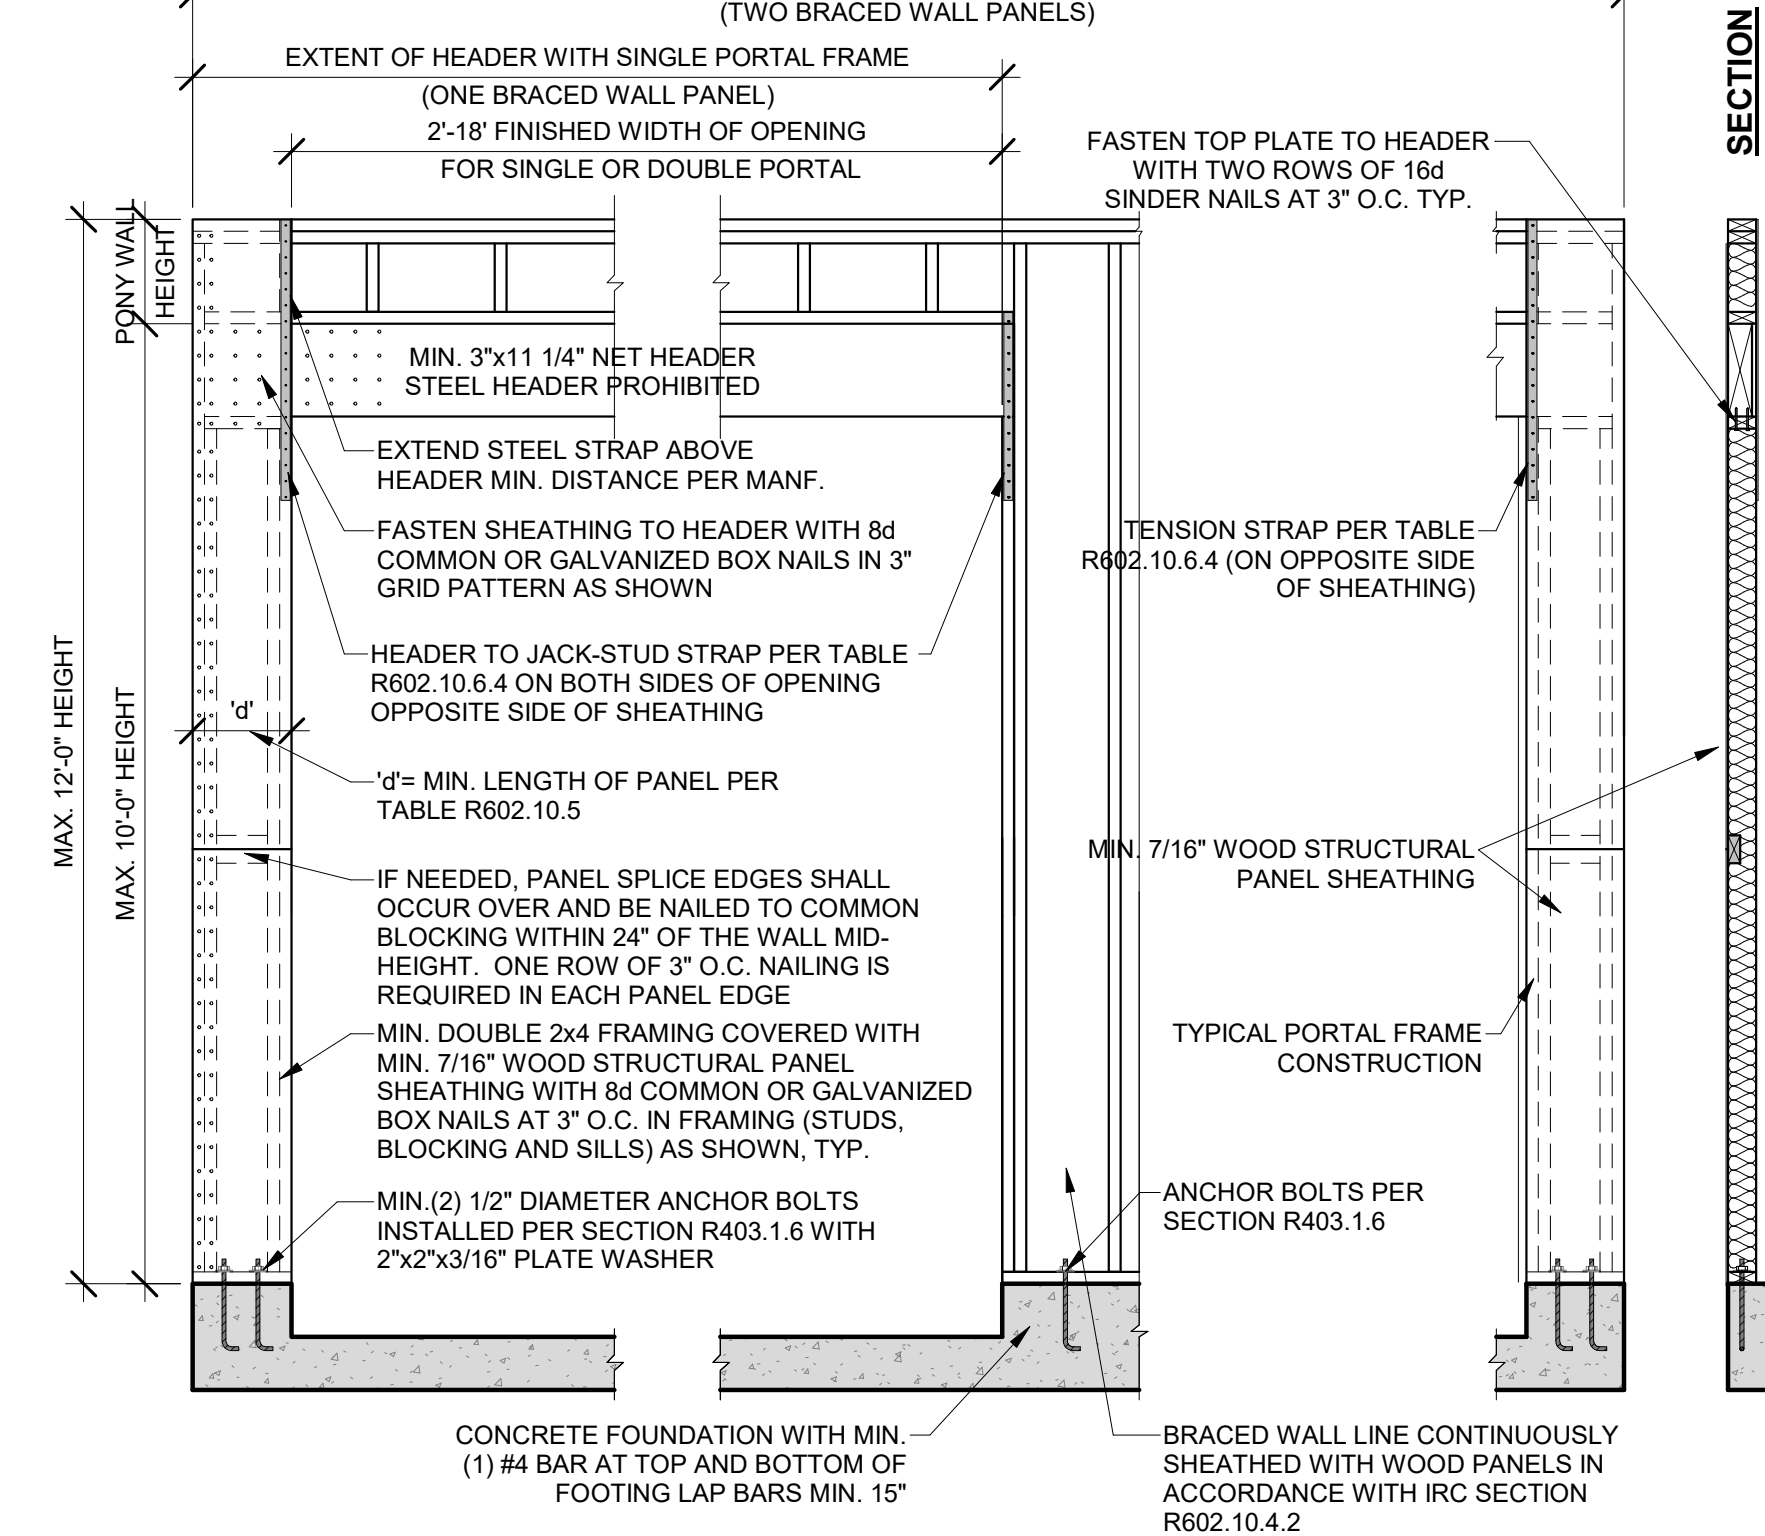 (TWO BRACED WALL PANELS)
EXTENT OF HEADER WITH SINGLE PORTAL FRAME
(ONE BRACED WALL PANEL)
2'-18' FINISHED WIDTH OF OPENING
FOR SINGLE OR DOUBLE PORTAL
FASTEN TOP PLATE TO HEADER
WITH TWO ROWS OF 16d
SINDER NAILS AT 3" O.C. TYP.
SECTION
PONY WALL
HEIGHT
MIN. 3"x11 1/4" NET HEADER
STEEL HEADER PROHIBITED
EXTEND STEEL STRAP ABOVE
HEADER MIN. DISTANCE PER MANF.
FASTEN SHEATHING TO HEADER WITH 8d
COMMON OR GALVANIZED BOX NAILS IN 3"
GRID PATTERN AS SHOWN
TENSION STRAP PER TABLE
R602.10.6.4 (ON OPPOSITE SIDE
OF SHEATHING)
HEADER TO JACK-STUD STRAP PER TABLE
R602.10.6.4 ON BOTH SIDES OF OPENING
OPPOSITE SIDE OF SHEATHING
MAX. 12'-0" HEIGHT
MAX. 10'-0" HEIGHT
'd'
'd'= MIN. LENGTH OF PANEL PER
TABLE R602.10.5
MIN. 7/16" WOOD STRUCTURAL
PANEL SHEATHING
IF NEEDED, PANEL SPLICE EDGES SHALL
OCCUR OVER AND BE NAILED TO COMMON
BLOCKING WITHIN 24" OF THE WALL MID-
HEIGHT. ONE ROW OF 3" O.C. NAILING IS
REQUIRED IN EACH PANEL EDGE
MIN. DOUBLE 2x4 FRAMING COVERED WITH
MIN. 7/16" WOOD STRUCTURAL PANEL
SHEATHING WITH 8d COMMON OR GALVANIZED
BOX NAILS AT 3" O.C. IN FRAMING (STUDS,
BLOCKING AND SILLS) AS SHOWN, TYP.
TYPICAL PORTAL FRAME
CONSTRUCTION
MIN.(2) 1/2" DIAMETER ANCHOR BOLTS
INSTALLED PER SECTION R403.1.6 WITH
2"x2"x3/16" PLATE WASHER
ANCHOR BOLTS PER
SECTION R403.1.6
CONCRETE FOUNDATION WITH MIN.
(1) #4 BAR AT TOP AND BOTTOM OF
FOOTING LAP BARS MIN. 15"
BRACED WALL LINE CONTINUOUSLY
SHEATHED WITH WOOD PANELS IN
ACCORDANCE WITH IRC SECTION
R602.10.4.2